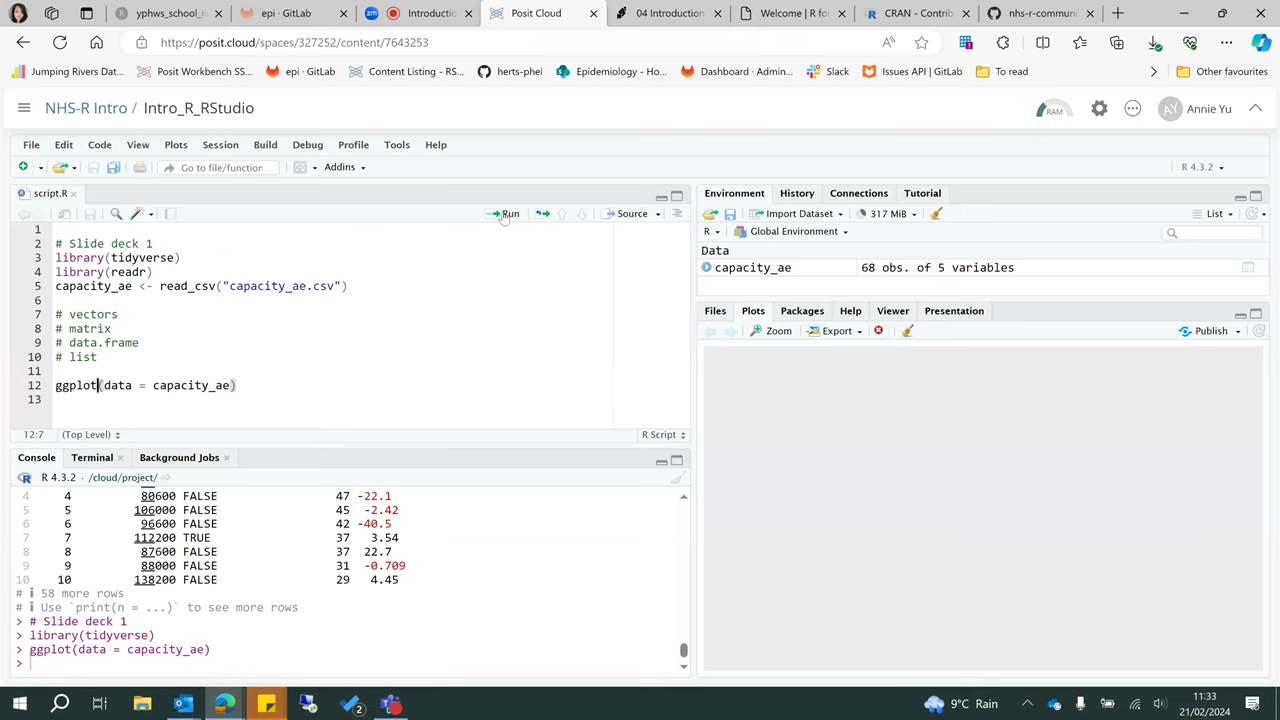 yphws_school_r
epi · GitLab
Introduction
Posit Cloud
04 Introduction
Welcome | R for
CRAN - Contrib
nhs-r-commun
https://posit.cloud/spaces/327252/content/7643253
Jumping Rivers Dat...
Posit Workbench SS...
epi · GitLab
Content Listing - RS...
herts-phei
Epidemiology - Ho...
Dashboard · Admin...
Slack
Issues API | GitLab
To read
Other favourites
NHS-R Intro / Intro_R_RStudio
RAM
AY
Annie Yu
File Edit Code View Plots Session Build Debug Profile Tools Help
Go to file/function
Addins
R 4.3.2
script.R
Run
Source
1
2 # Slide deck 1
3 library(tidyverse)
4 library(readr)
5 capacity_ae <- read_csv("capacity_ae.csv")
6
7 # vectors
8 # matrix
9 # data.frame
10 # list
11
12 ggplot(data = capacity_ae)
13
12:7 (Top Level) R Script
Console Terminal Background Jobs
R 4.3.2 · /cloud/project/
4 4 80600 FALSE 47 -22.1
5 5 106000 FALSE 45 -2.42
6 6 96600 FALSE 42 -40.5
7 7 112200 TRUE 37 3.54
8 8 87600 FALSE 37 22.7
9 9 88000 FALSE 31 -0.709
10 10 138200 FALSE 29 4.45
# ℹ 58 more rows
# ℹ Use `print(n = ...)` to see more rows
> # Slide deck 1
> library(tidyverse)
> ggplot(data = capacity_ae)
>
Environment History Connections Tutorial
Import Dataset
317 MiB
List
R
Global Environment
Data
capacity_ae 68 obs. of 5 variables
Files Plots Packages Help Viewer Presentation
Zoom
Export
Publish
2
9°C Rain
11:33
21/02/2024